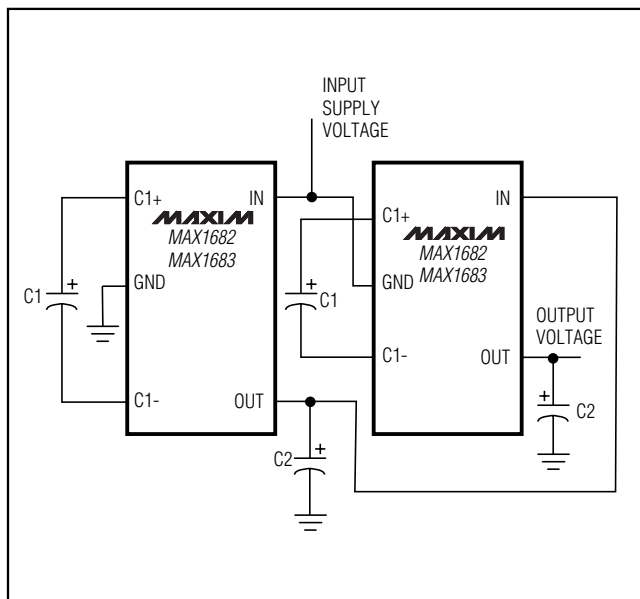 INPUT
SUPPLY
VOLTAGE
C1+
IN
MAXIM
MAX1682
MAX1683
GND
C1
+
C1-
OUT
C2
+
C1+
IN
MAXIM
MAX1682
MAX1683
GND
C1
+
C1-
OUT
OUTPUT
VOLTAGE
+
C2